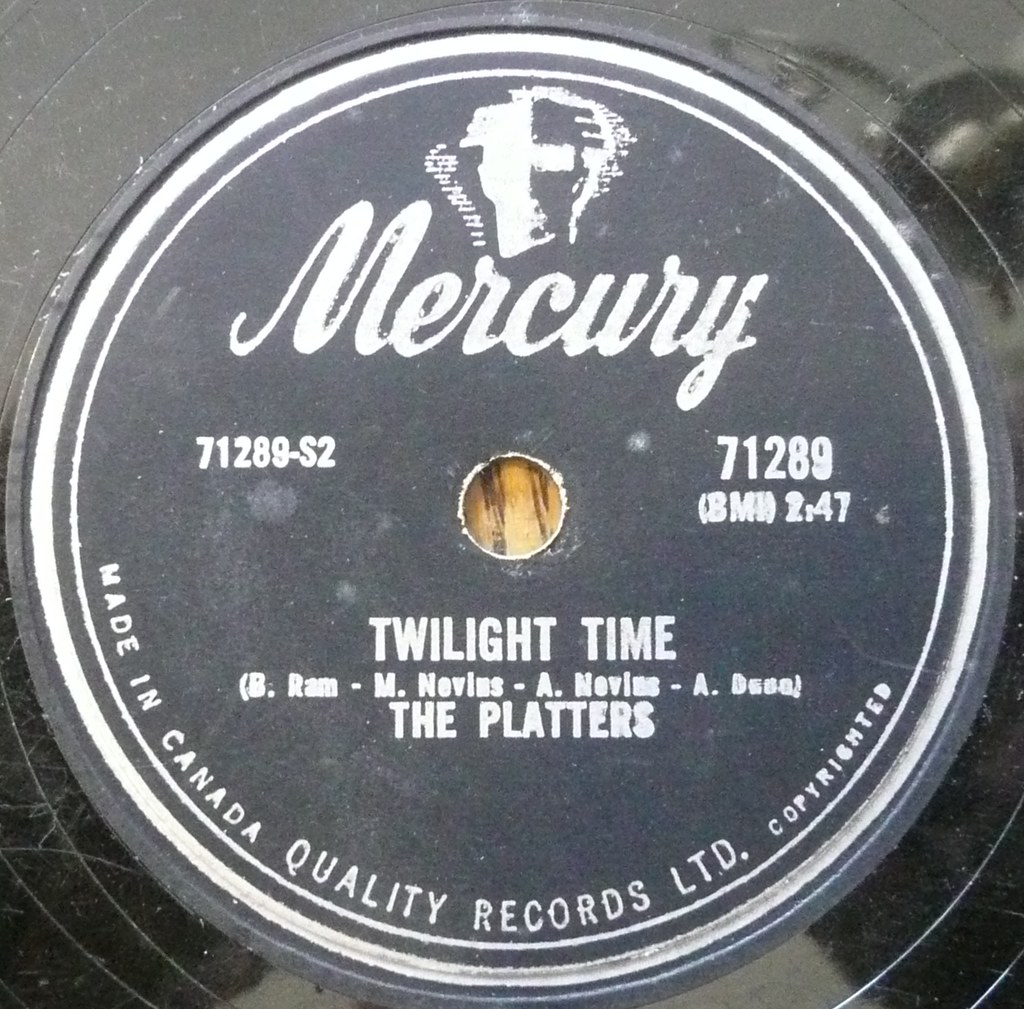 Mercury
71289-S2
71289
(BMI) 2:47
TWILIGHT TIME
(B. Ram - M. Nevins - A. Nevins - A. Dunn)
THE PLATTERS
MADE IN CANADA QUALITY RECORDS LTD. COPYRIGHTED